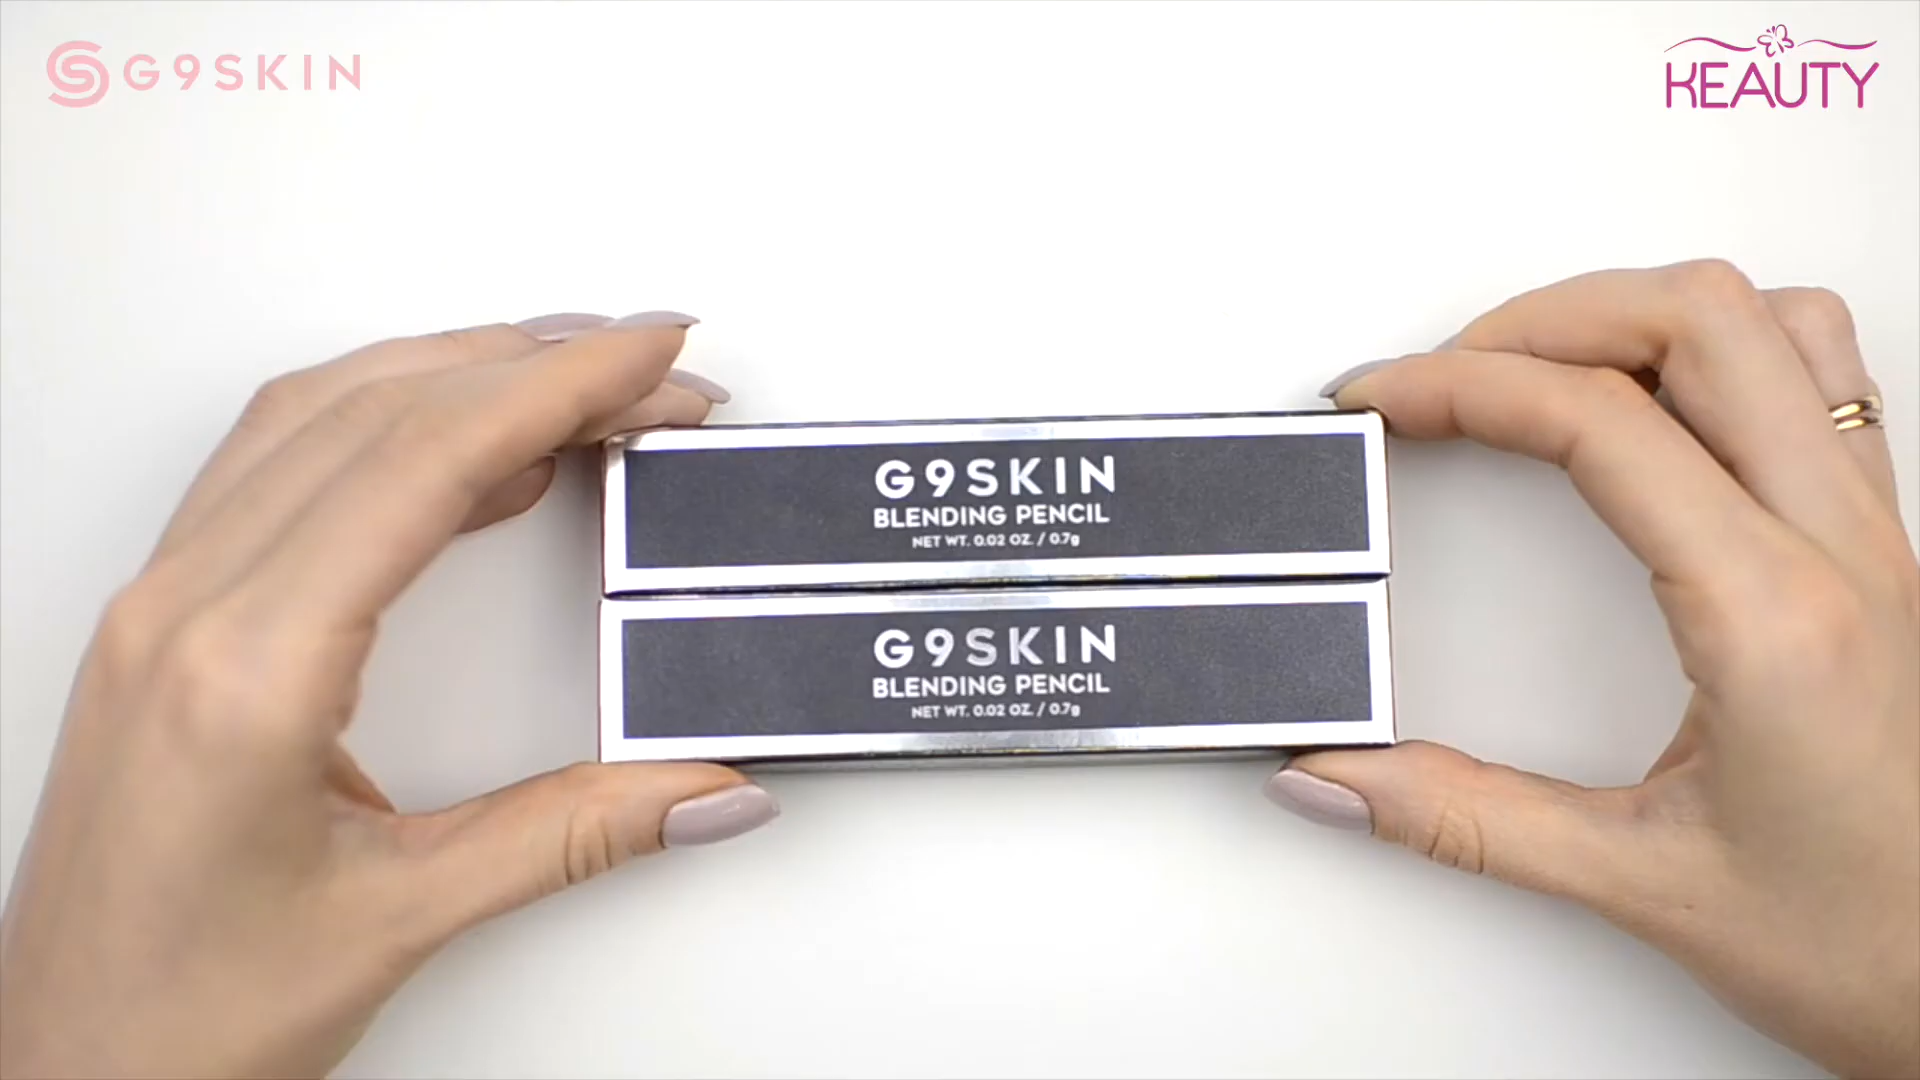 G9SKIN
KEAUTY
G9SKIN
BLENDING PENCIL
NET WT. 0.02 OZ. / 0.7g
G9SKIN
BLENDING PENCIL
NET WT. 0.02 OZ. / 0.7g